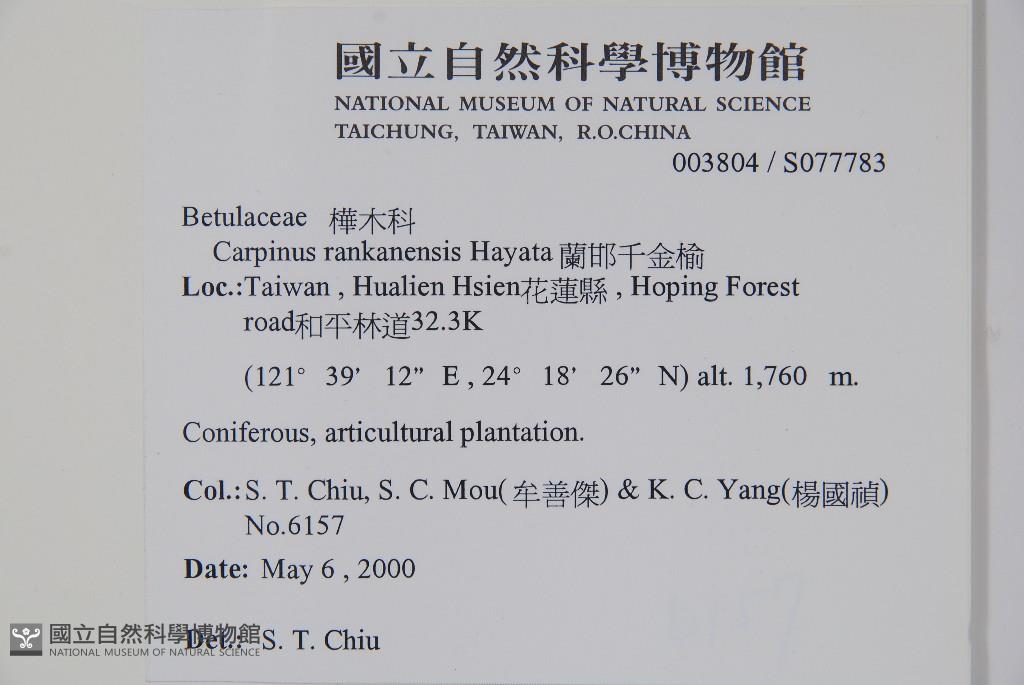 國立自然科學博物館
NATIONAL MUSEUM OF NATURAL SCIENCE
TAICHUNG, TAIWAN, R.O.CHINA
003804 / S077783
Betulaceae 樺木科
Carpinus rankanensis Hayata 蘭邯千金榆
Loc.:Taiwan , Hualien Hsien花蓮縣 , Hoping Forest
road和平林道32.3K
(121° 39’ 12” E , 24° 18’ 26” N) alt. 1,760 m.
Coniferous, articultural plantation.
Col.: S. T. Chiu, S. C. Mou(牟善傑) & K. C. Yang(楊國禎)
No.6157
Date: May 6 , 2000
Det.: S. T. Chiu
國立自然科學博物館
NATIONAL MUSEUM OF NATURAL SCIENCE